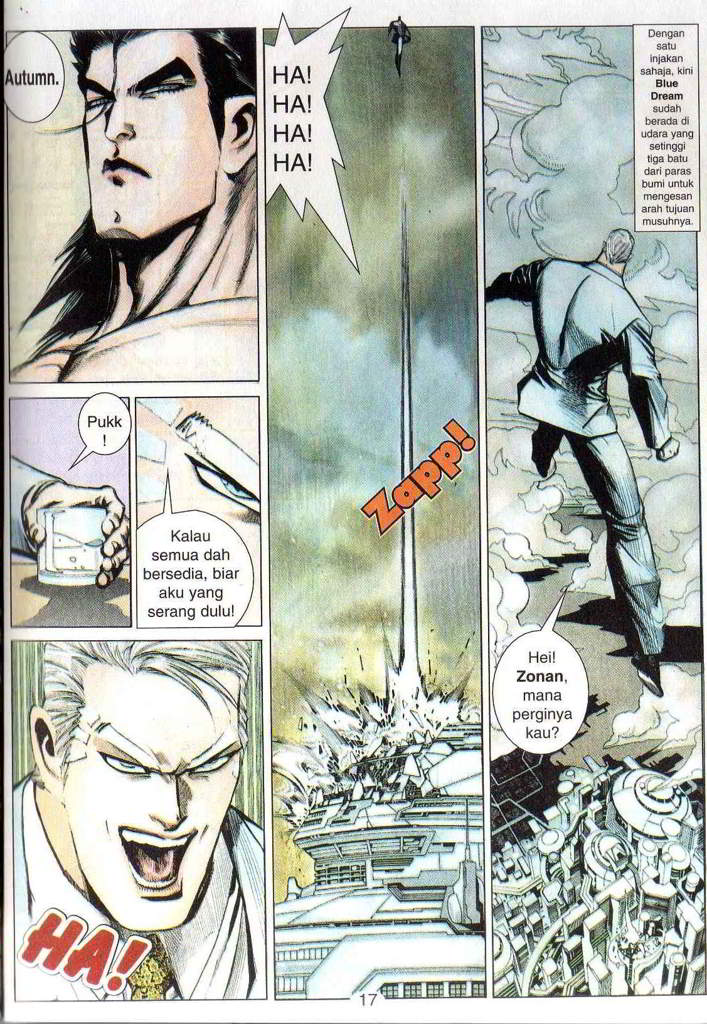 Autumn.
Pukk
!
Kalau
semua dah
bersedia, biar
aku yang
serang dulu!
HA!
HA!
HA!
HA!
HA!
Zapp!
Dengan
satu
injakan
sahaja, kini
Blue
Dream
sudah
berada di
udara yang
setinggi
tiga batu
dari paras
bumi untuk
mengesan
arah tujuan
musuhnya.
Hei!
Zonan,
mana
perginya
kau?
17